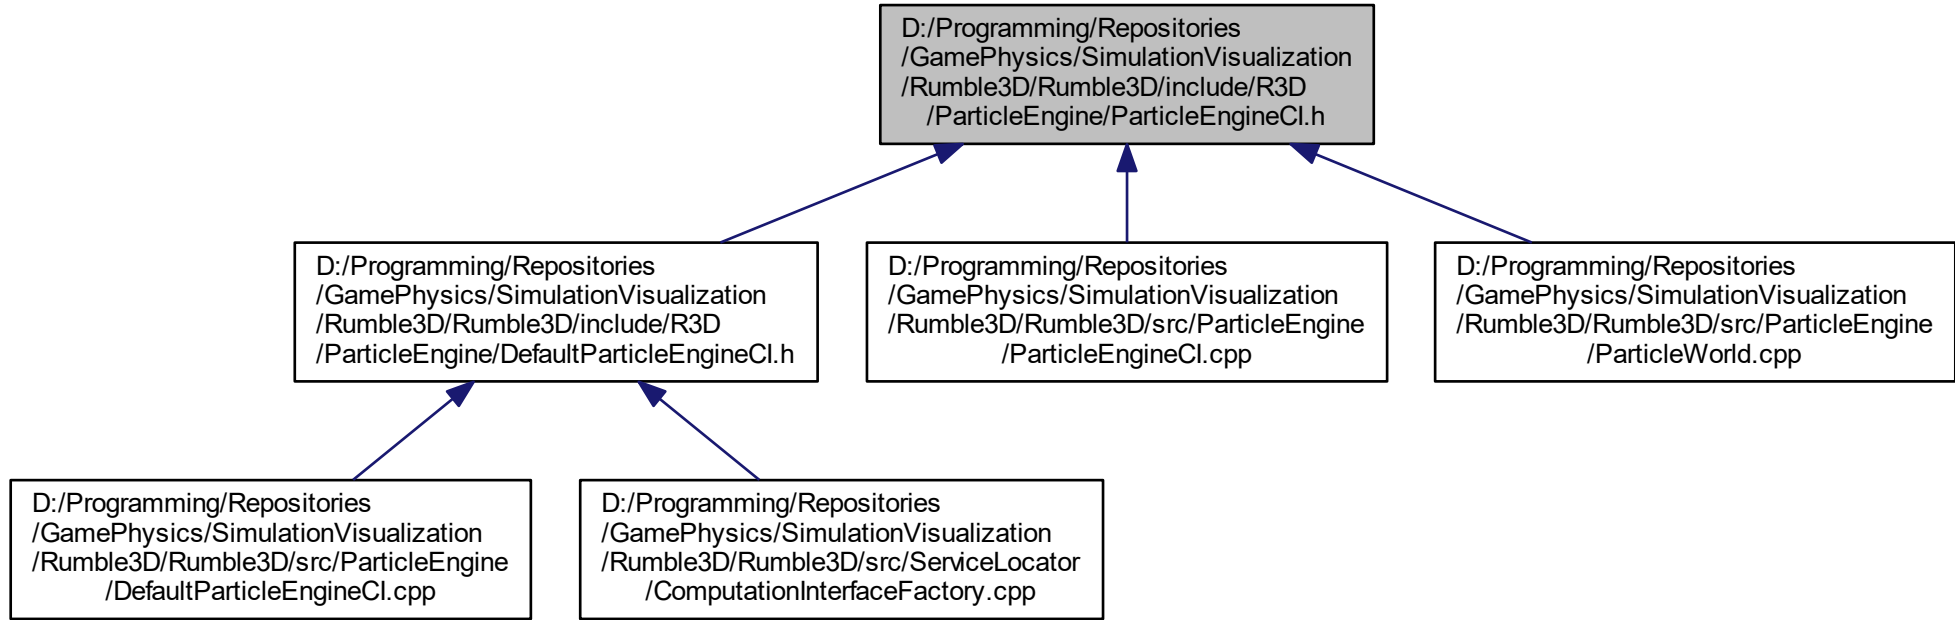 D:/Programming/Repositories
/GamePhysics/SimulationVisualization
/Rumble3D/Rumble3D/include/R3D
/ParticleEngine/ParticleEngineCI.h
D:/Programming/Repositories
/GamePhysics/SimulationVisualization
/Rumble3D/Rumble3D/include/R3D
/ParticleEngine/DefaultParticleEngineCI.h
D:/Programming/Repositories
/GamePhysics/SimulationVisualization
/Rumble3D/Rumble3D/src/ParticleEngine
/ParticleEngineCI.cpp
D:/Programming/Repositories
/GamePhysics/SimulationVisualization
/Rumble3D/Rumble3D/src/ParticleEngine
/ParticleWorld.cpp
D:/Programming/Repositories
/GamePhysics/SimulationVisualization
/Rumble3D/Rumble3D/src/ParticleEngine
/DefaultParticleEngineCI.cpp
D:/Programming/Repositories
/GamePhysics/SimulationVisualization
/Rumble3D/Rumble3D/src/ServiceLocator
/ComputationInterfaceFactory.cpp